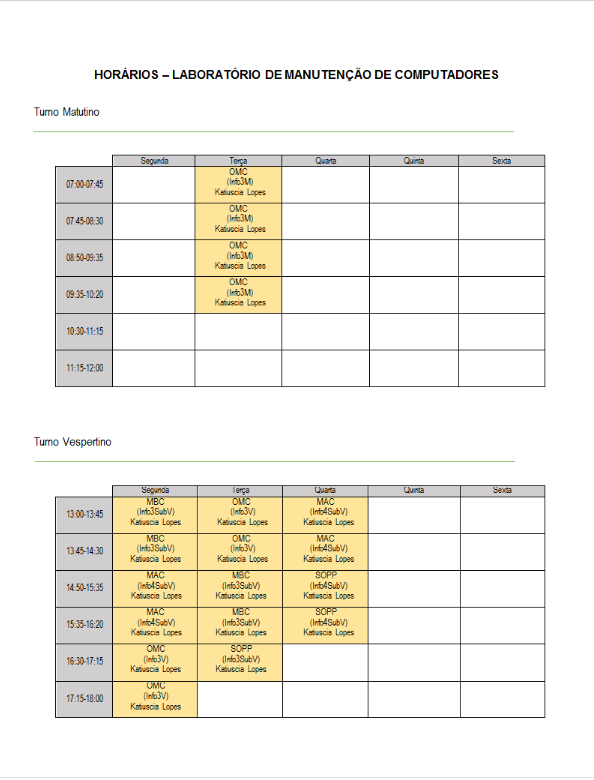 HORÁRIOS – LABORATÓRIO DE MANUTENÇÃO DE COMPUTADORES
Turno Matutino
Segunda Terça Quarta Quinta Sexta
07:00-07:45 OMC (Info3M) Katiuscia Lopes
07:45-08:30 OMC (Info3M) Katiuscia Lopes
08:50-09:35 OMC (Info3M) Katiuscia Lopes
09:35-10:20 OMC (Info3M) Katiuscia Lopes
10:30-11:15
11:15-12:00
Turno Vespertino
Segunda Terça Quarta Quinta Sexta
13:00-13:45 MBC (Info3SubV) Katiuscia Lopes OMC (Info3V) Katiuscia Lopes MAC (Info4SubV) Katiuscia Lopes
13:45-14:30 MBC (Info3SubV) Katiuscia Lopes OMC (Info3V) Katiuscia Lopes MAC (Info4SubV) Katiuscia Lopes
14:50-15:35 MAC (Info4SubV) Katiuscia Lopes MBC (Info3SubV) Katiuscia Lopes SOPP (Info4SubV) Katiuscia Lopes
15:35-16:20 MAC (Info4SubV) Katiuscia Lopes MBC (Info3SubV) Katiuscia Lopes SOPP (Info4SubV) Katiuscia Lopes
16:30-17:15 OMC (Info3V) Katiuscia Lopes SOPP (Info3SubV) Katiuscia Lopes
17:15-18:00 OMC (Info3V) Katiuscia Lopes